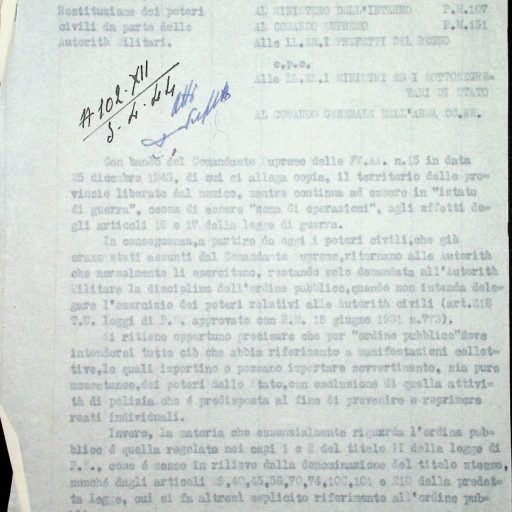 Restituzione dei poteri
civili da parte delle
Autorità Militari.
AL MINISTERO DELL'INTERNO P.M.107
AL COMANDO SUPREMO P.M.151
Alle LL.EE.I PREFETTI DEL REGNO
e,p.c.
Alle LL.EE.I MINISTRI ED I SOTTOSEGRE-
TARI DI STATO
AL COMANDO GENERALE DELL'ARMA CC.RR.
A 102-XII
5.4.44
Con bando del Comandante Supremo delle FF.AA. n.15 in data
25 dicembre 1943, di cui si allega copia, il territorio delle pro-
vincie liberate dal nemico, mentre continua ad essere in "istato
di guerra", cessa di essere "zona di operazioni", agli effetti de-
gli articoli 15 e 17 della legge di guerra.
In conseguenza,a partire da oggi i poteri civili,che già
erano stati assunti dal Comandante Supremo,ritornano alle Autorità
che normalmente li esercitano, restando solo demandata all'Autorità
Militare la disciplina dell'ordine pubblico,quando non intenda dele-
gare l'esercizio dei poteri relativi alle Autorità civili (art.218
T.U. leggi di P.S. approvato con R.D. 18 giugno 1931 n.773).
Si ritiene opportuno precisare che per "ordine pubblico"deve
intendersi tutto ciò che abbia riferimento a manifestazioni collet-
tive,le quali importino o possano importare sovvertimento, sia pure
momentaneo,dei poteri dello Stato,con esclusione di quella attivi-
tà di polizia che é predisposta al fine di prevenire e reprimere
reati individuali.
Invero, la materia che essenzialmente riguarda l'ordine pub-
blico é quella regolata nei capi 1 e 2 del titolo II della legge di
P.S., come é messo in rilievo dalla denominazione del titolo stesso,
nonché dagli articoli 29,40,45,66,70,74,100,101 e 210 della predet-
ta legge, cui si fa altresì esplicito riferimento all'ordine pub-